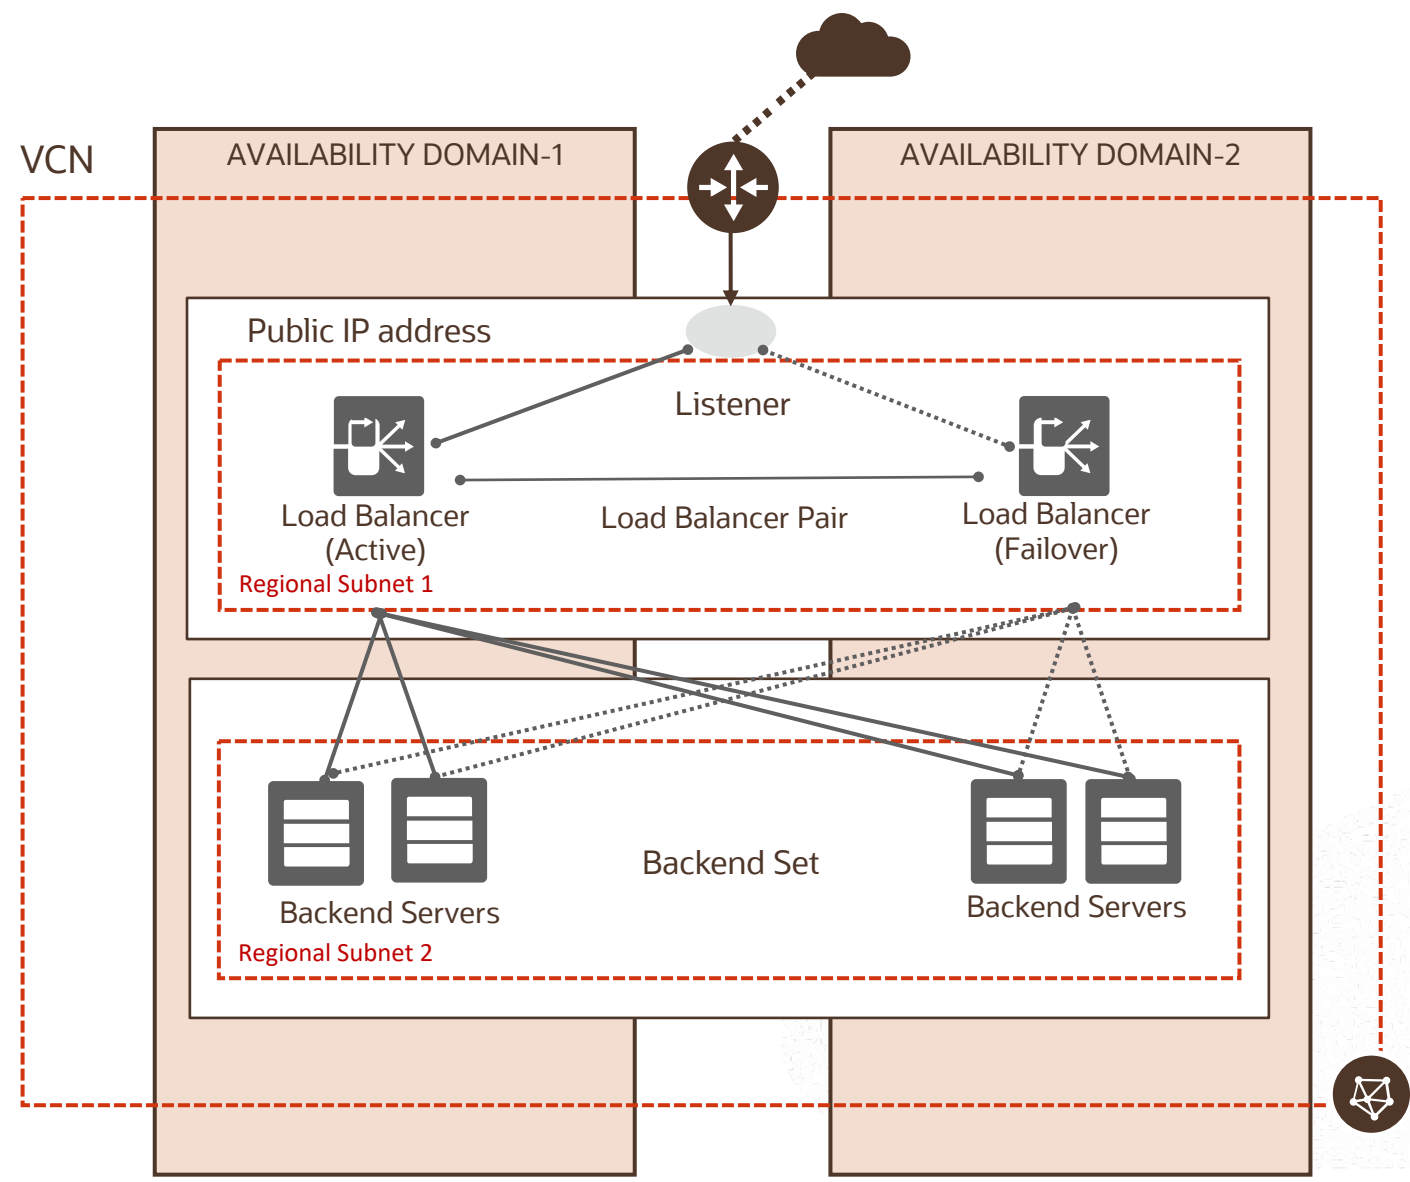 VCN
AVAILABILITY DOMAIN-1
AVAILABILITY DOMAIN-2
Public IP address
Listener
Load Balancer
(Active)
Load Balancer Pair
Load Balancer
(Failover)
Regional Subnet 1
Backend Set
Backend Servers
Backend Servers
Regional Subnet 2